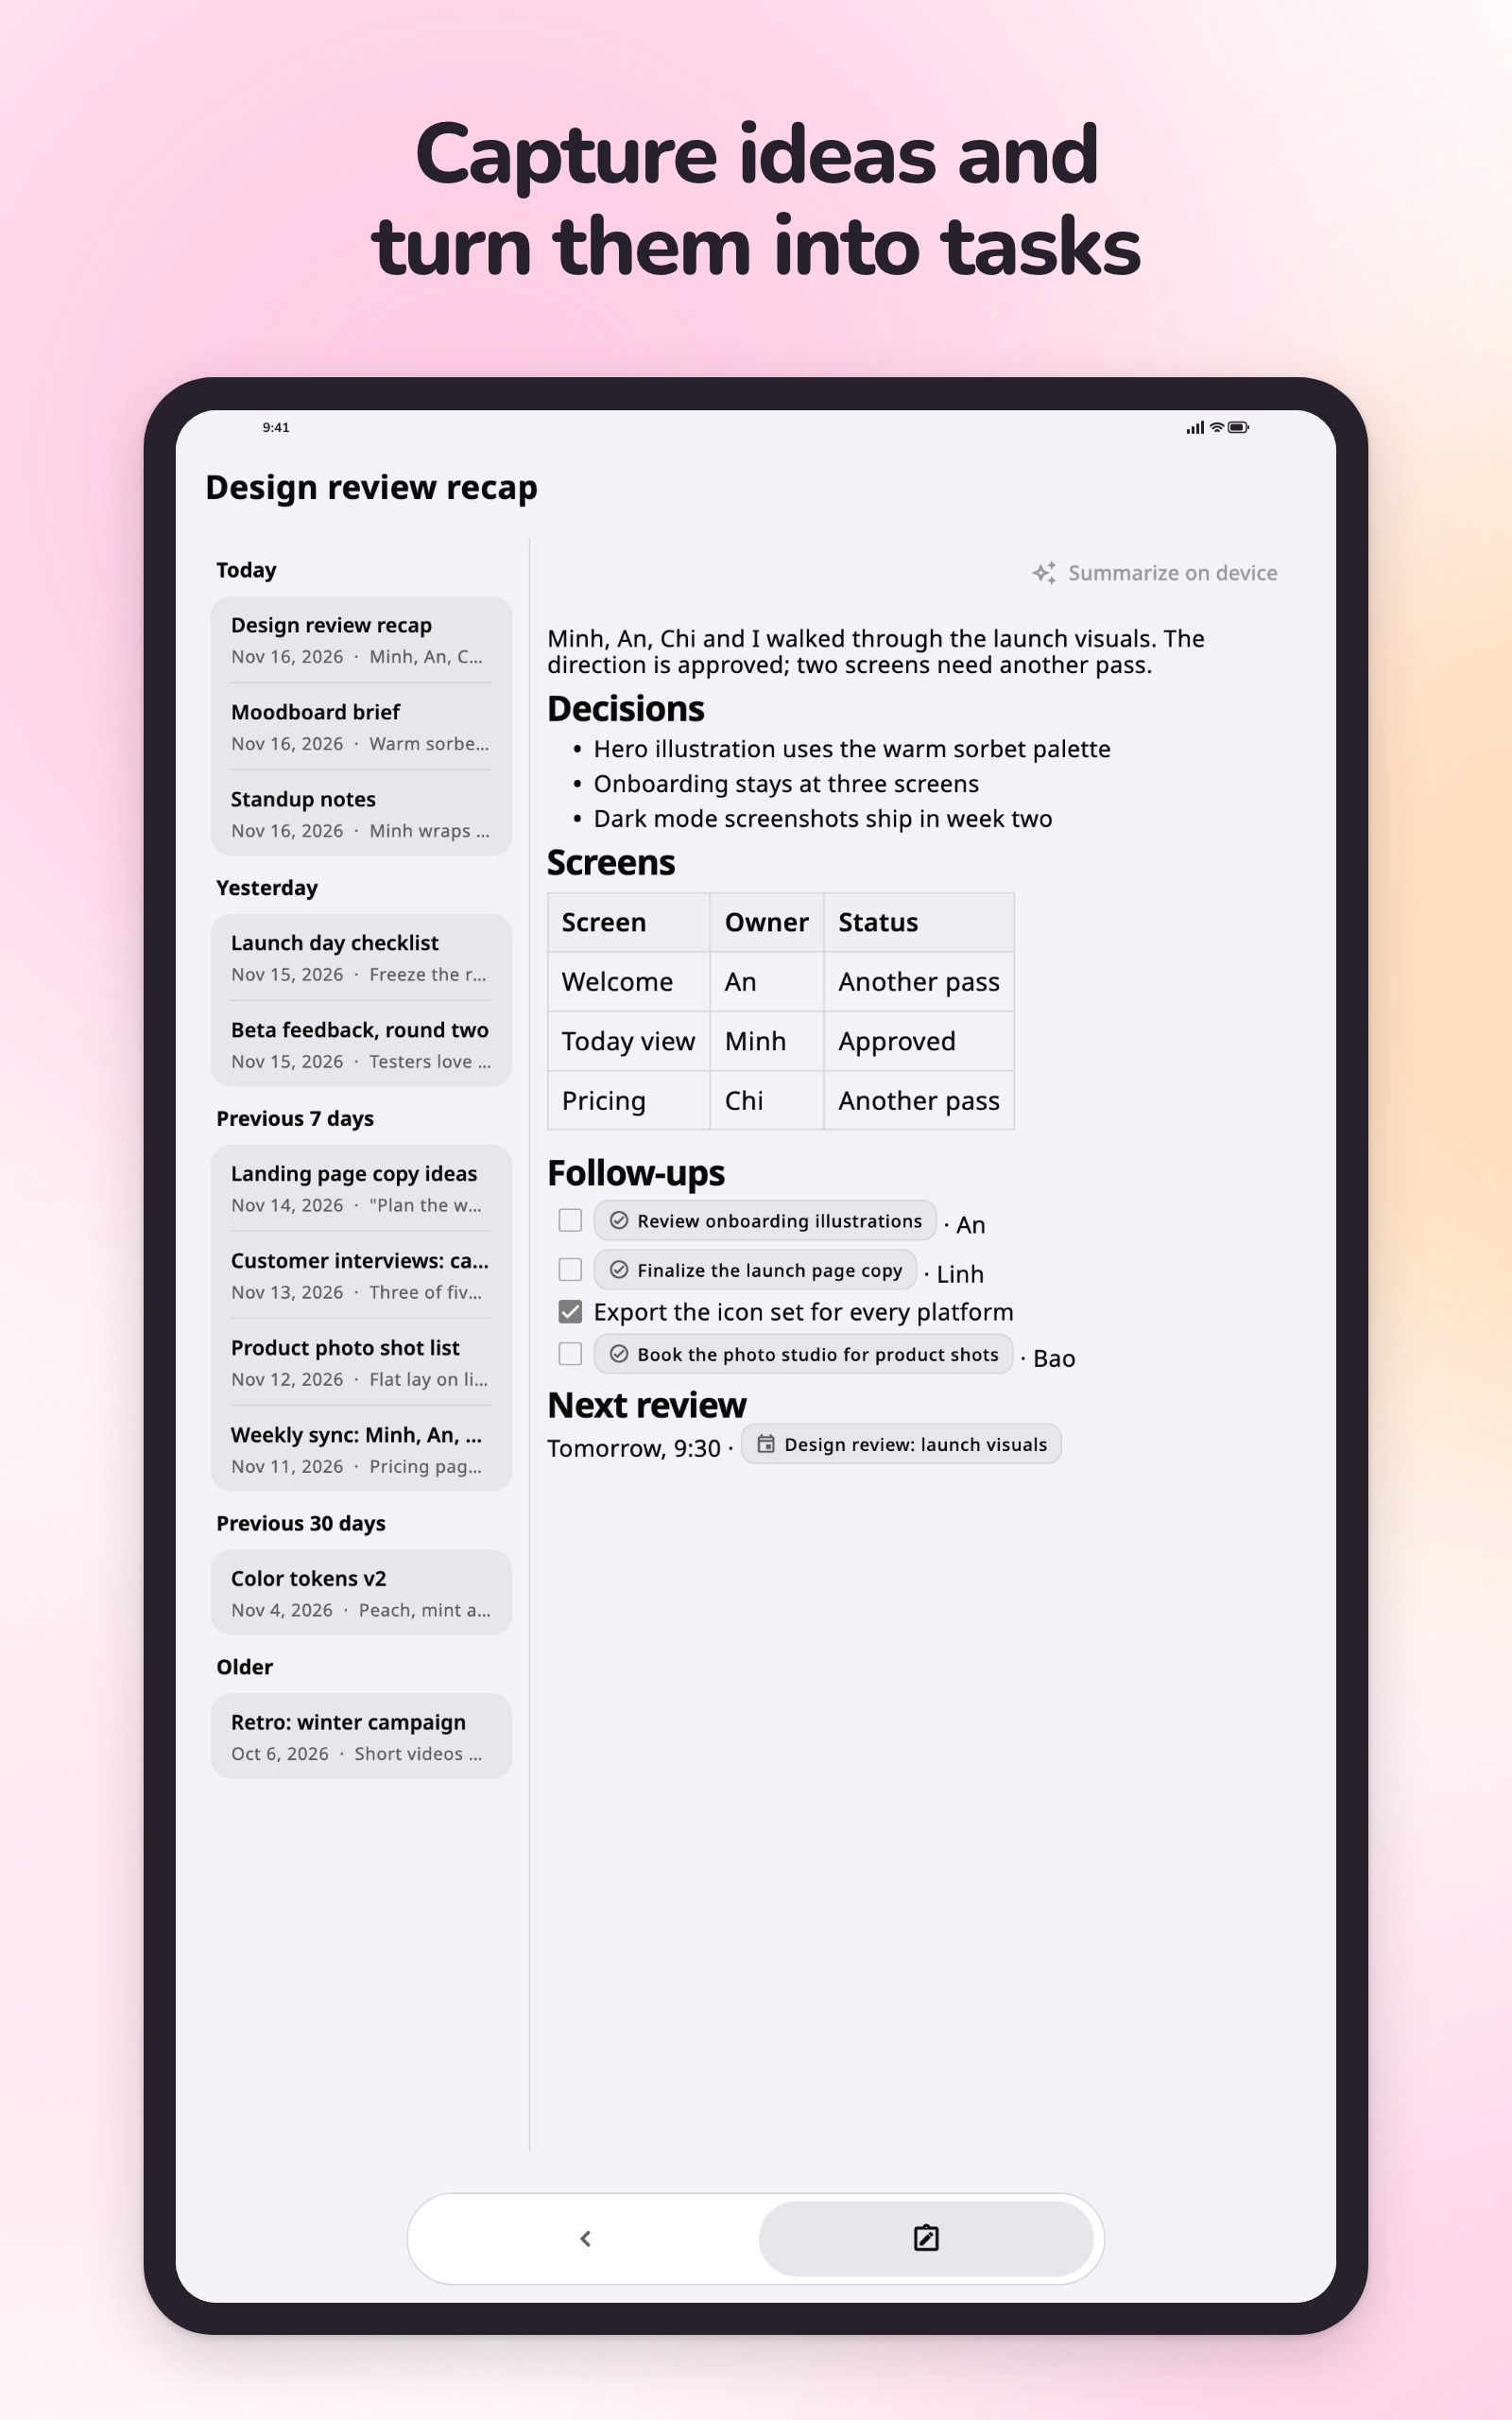 Capture ideas and
turn them into tasks
9:41
Design review recap
Today
Design review recap
Nov 16, 2026 · Minh, An, C...
Moodboard brief
Nov 16, 2026 · Warm sorbe...
Standup notes
Nov 16, 2026 · Minh wraps ...
Yesterday
Launch day checklist
Nov 15, 2026 · Freeze the r...
Beta feedback, round two
Nov 15, 2026 · Testers love ...
Previous 7 days
Landing page copy ideas
Nov 14, 2026 · "Plan the w...
Customer interviews: ca...
Nov 13, 2026 · Three of fiv...
Product photo shot list
Nov 12, 2026 · Flat lay on li...
Weekly sync: Minh, An, ...
Nov 11, 2026 · Pricing pag...
Previous 30 days
Color tokens v2
Nov 4, 2026 · Peach, mint a...
Older
Retro: winter campaign
Oct 6, 2026 · Short videos ...
Summarize on device
Minh, An, Chi and I walked through the launch visuals. The
direction is approved; two screens need another pass.
Decisions
• Hero illustration uses the warm sorbet palette
• Onboarding stays at three screens
• Dark mode screenshots ship in week two
Screens
Screen Owner Status
Welcome An Another pass
Today view Minh Approved
Pricing Chi Another pass
Follow-ups
Review onboarding illustrations · An
Finalize the launch page copy · Linh
Export the icon set for every platform
Book the photo studio for product shots · Bao
Next review
Tomorrow, 9:30 · Design review: launch visuals